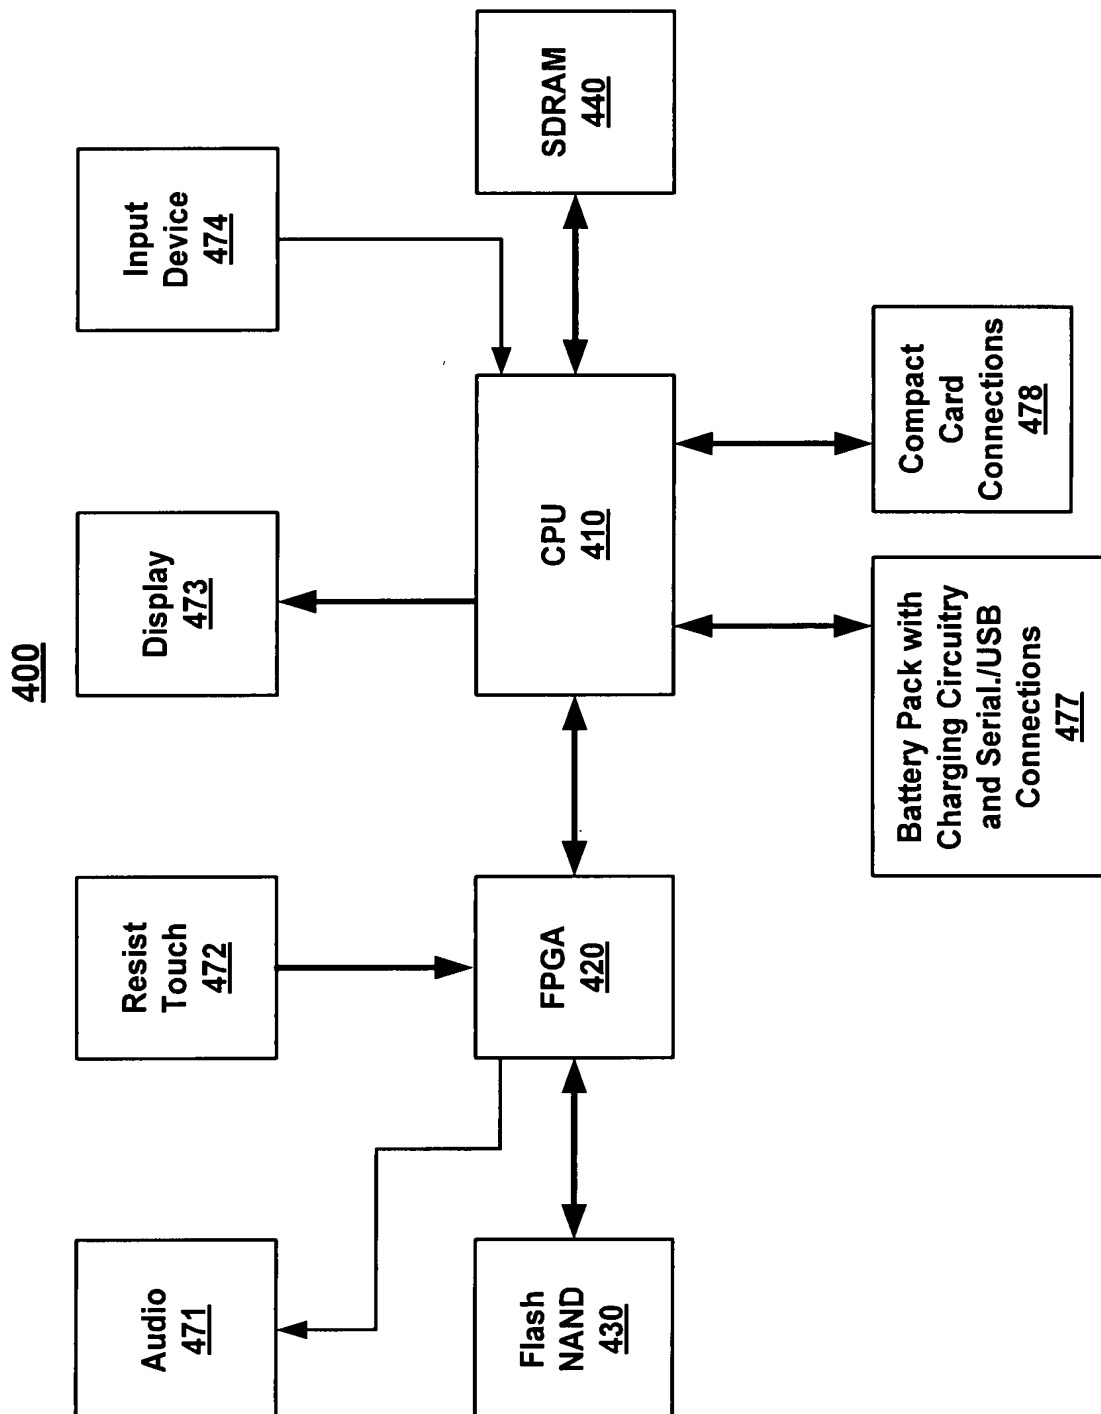 400
Audio
471
Resist
Touch
472
Display
473
Input
Device
474
Flash
NAND
430
FPGA
420
CPU
410
SDRAM
440
Battery Pack with
Charging Circuitry
and Serial./USB
Connections
477
Compact
Card
Connections
478